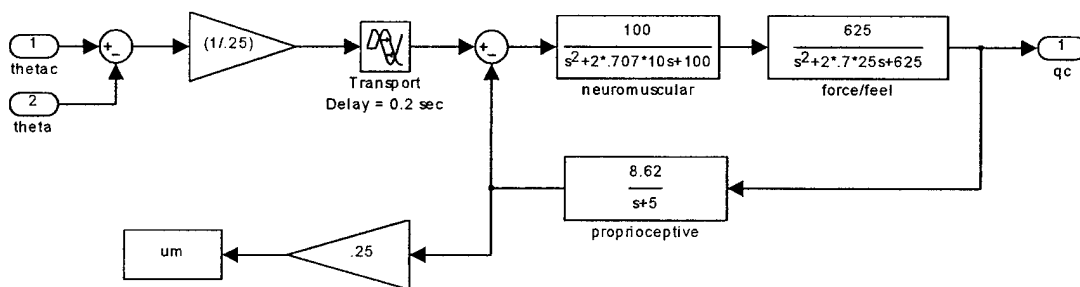 1
thetac
2
theta
+
-
(1/.25)
Transport
Delay = 0.2 sec
+
-
100
s²+2*.707*10s+100
neuromuscular
625
s²+2*.7*25s+625
force/feel
1
qc
8.62
s+5
proprioceptive
.25
um